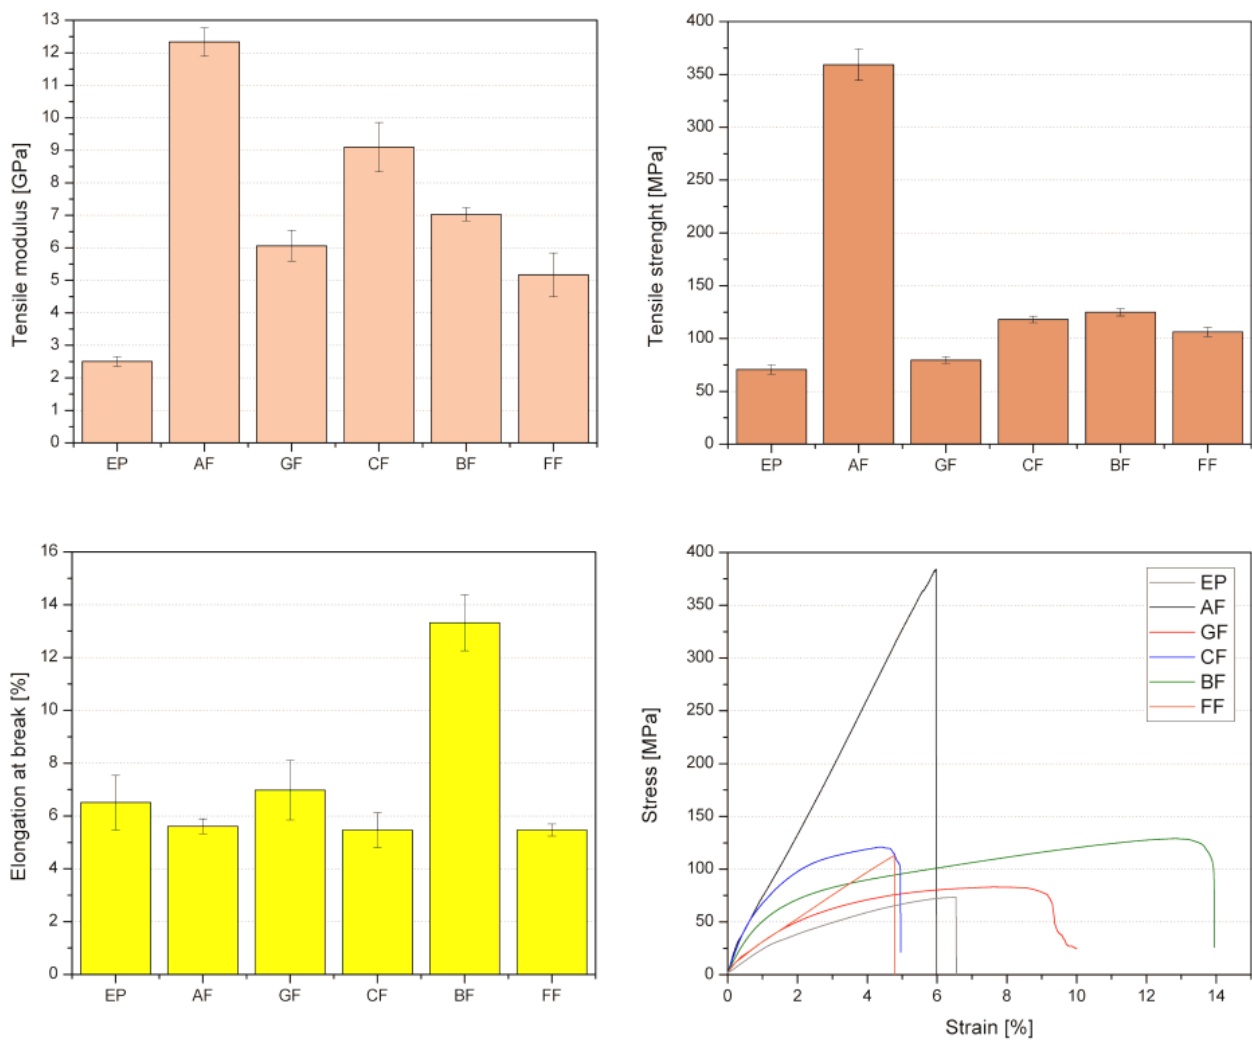 Tensile modulus [GPa]
13
12
11
10
9
8
7
6
5
4
3
2
1
0
EP AF GF CF BF FF
Tensile strenght [MPa]
400
350
300
250
200
150
100
50
0
EP AF GF CF BF FF
Elongation at break [%]
16
14
12
10
8
6
4
2
0
EP AF GF CF BF FF
Stress [MPa]
400
350
300
250
200
150
100
50
0
0 2 4 6 8 10 12 14
Strain [%]
EP
AF
GF
CF
BF
FF